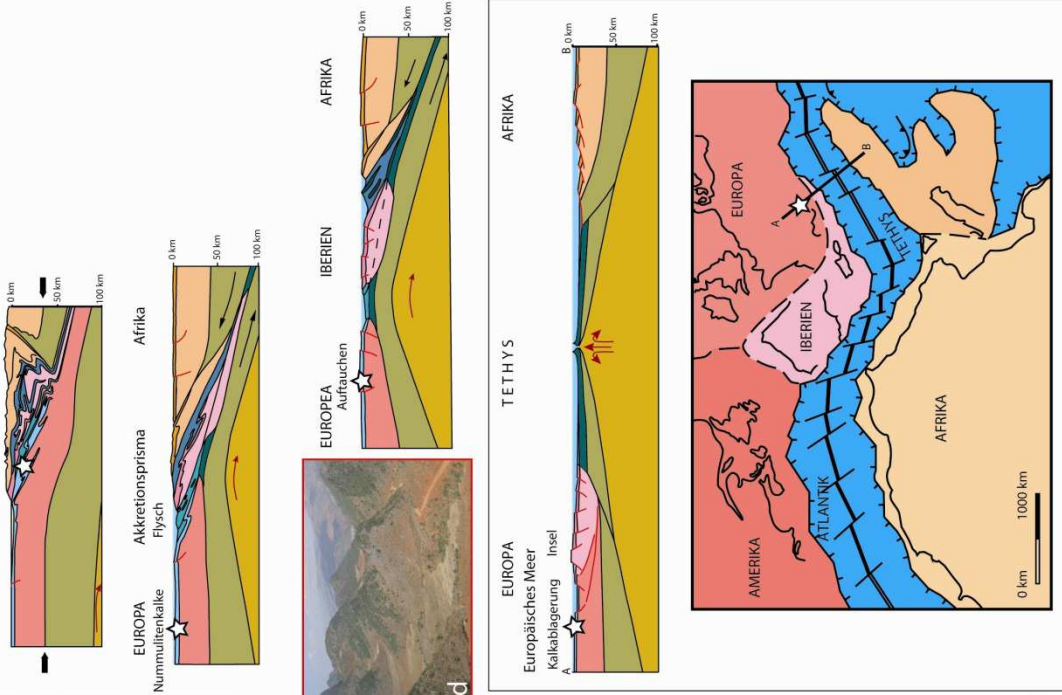 0 km
50 km
100 km
EUROPA
Nummulitenkalke
Akkretionsprisma
Flysch
Afrika
0 km
50 km
100 km
EUROPEA
Auftauchen
IBERIEN
AFRIKA
0 km
50 km
100 km
d
EUROPA
Europäisches Meer
Kalkablagerung
Insel
TETHYS
AFRIKA
A
B
0 km
50 km
100 km
AMERIKA
EUROPA
IBERIEN
ATLANTIK
TETHYS
AFRIKA
A
B
0 km
1000 km